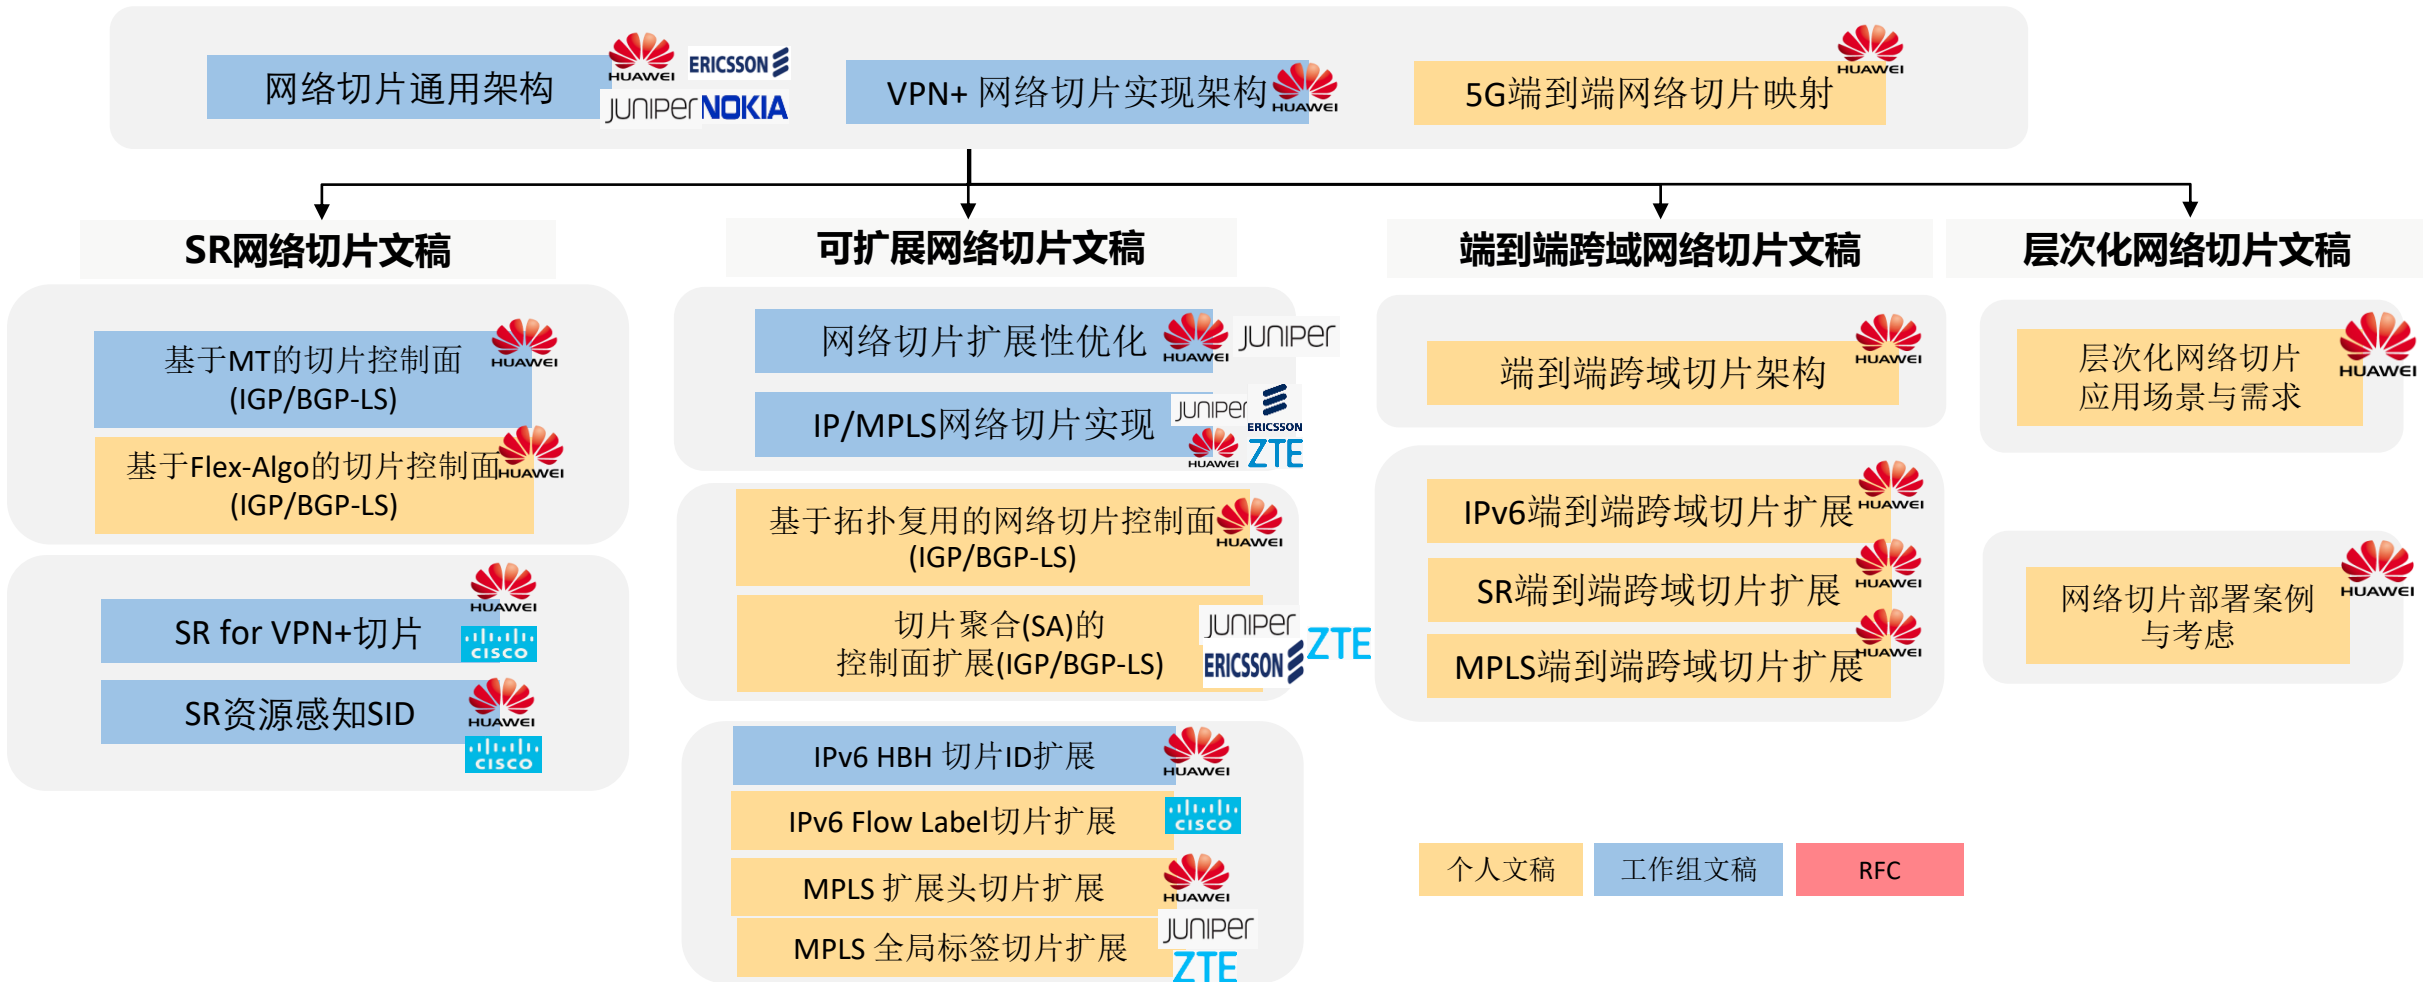 网络切片通用架构
HUAWEI
ERICSSON
JUNIPer
NOKIA
VPN+ 网络切片实现架构
HUAWEI
5G端到端网络切片映射
HUAWEI
SR网络切片文稿
基于MT的切片控制面
(IGP/BGP-LS)
HUAWEI
基于Flex-Algo的切片控制面
(IGP/BGP-LS)
HUAWEI
SR for VPN+切片
HUAWEI
CISCO
SR资源感知SID
HUAWEI
CISCO
可扩展网络切片文稿
网络切片扩展性优化
HUAWEI
JUNIPer
IP/MPLS网络切片实现
JUNIPer
ERICSSON
HUAWEI
ZTE
基于拓扑复用的网络切片控制面
(IGP/BGP-LS)
HUAWEI
切片聚合(SA)的
控制面扩展(IGP/BGP-LS)
JUNIPer
ERICSSON
ZTE
IPv6 HBH 切片ID扩展
HUAWEI
IPv6 Flow Label切片扩展
CISCO
MPLS 扩展头切片扩展
HUAWEI
MPLS 全局标签切片扩展
JUNIPer
ZTE
端到端跨域网络切片文稿
端到端跨域切片架构
HUAWEI
IPv6端到端跨域切片扩展
HUAWEI
SR端到端跨域切片扩展
HUAWEI
MPLS端到端跨域切片扩展
HUAWEI
层次化网络切片文稿
层次化网络切片
应用场景与需求
HUAWEI
网络切片部署案例
与考虑
HUAWEI
个人文稿
工作组文稿
RFC